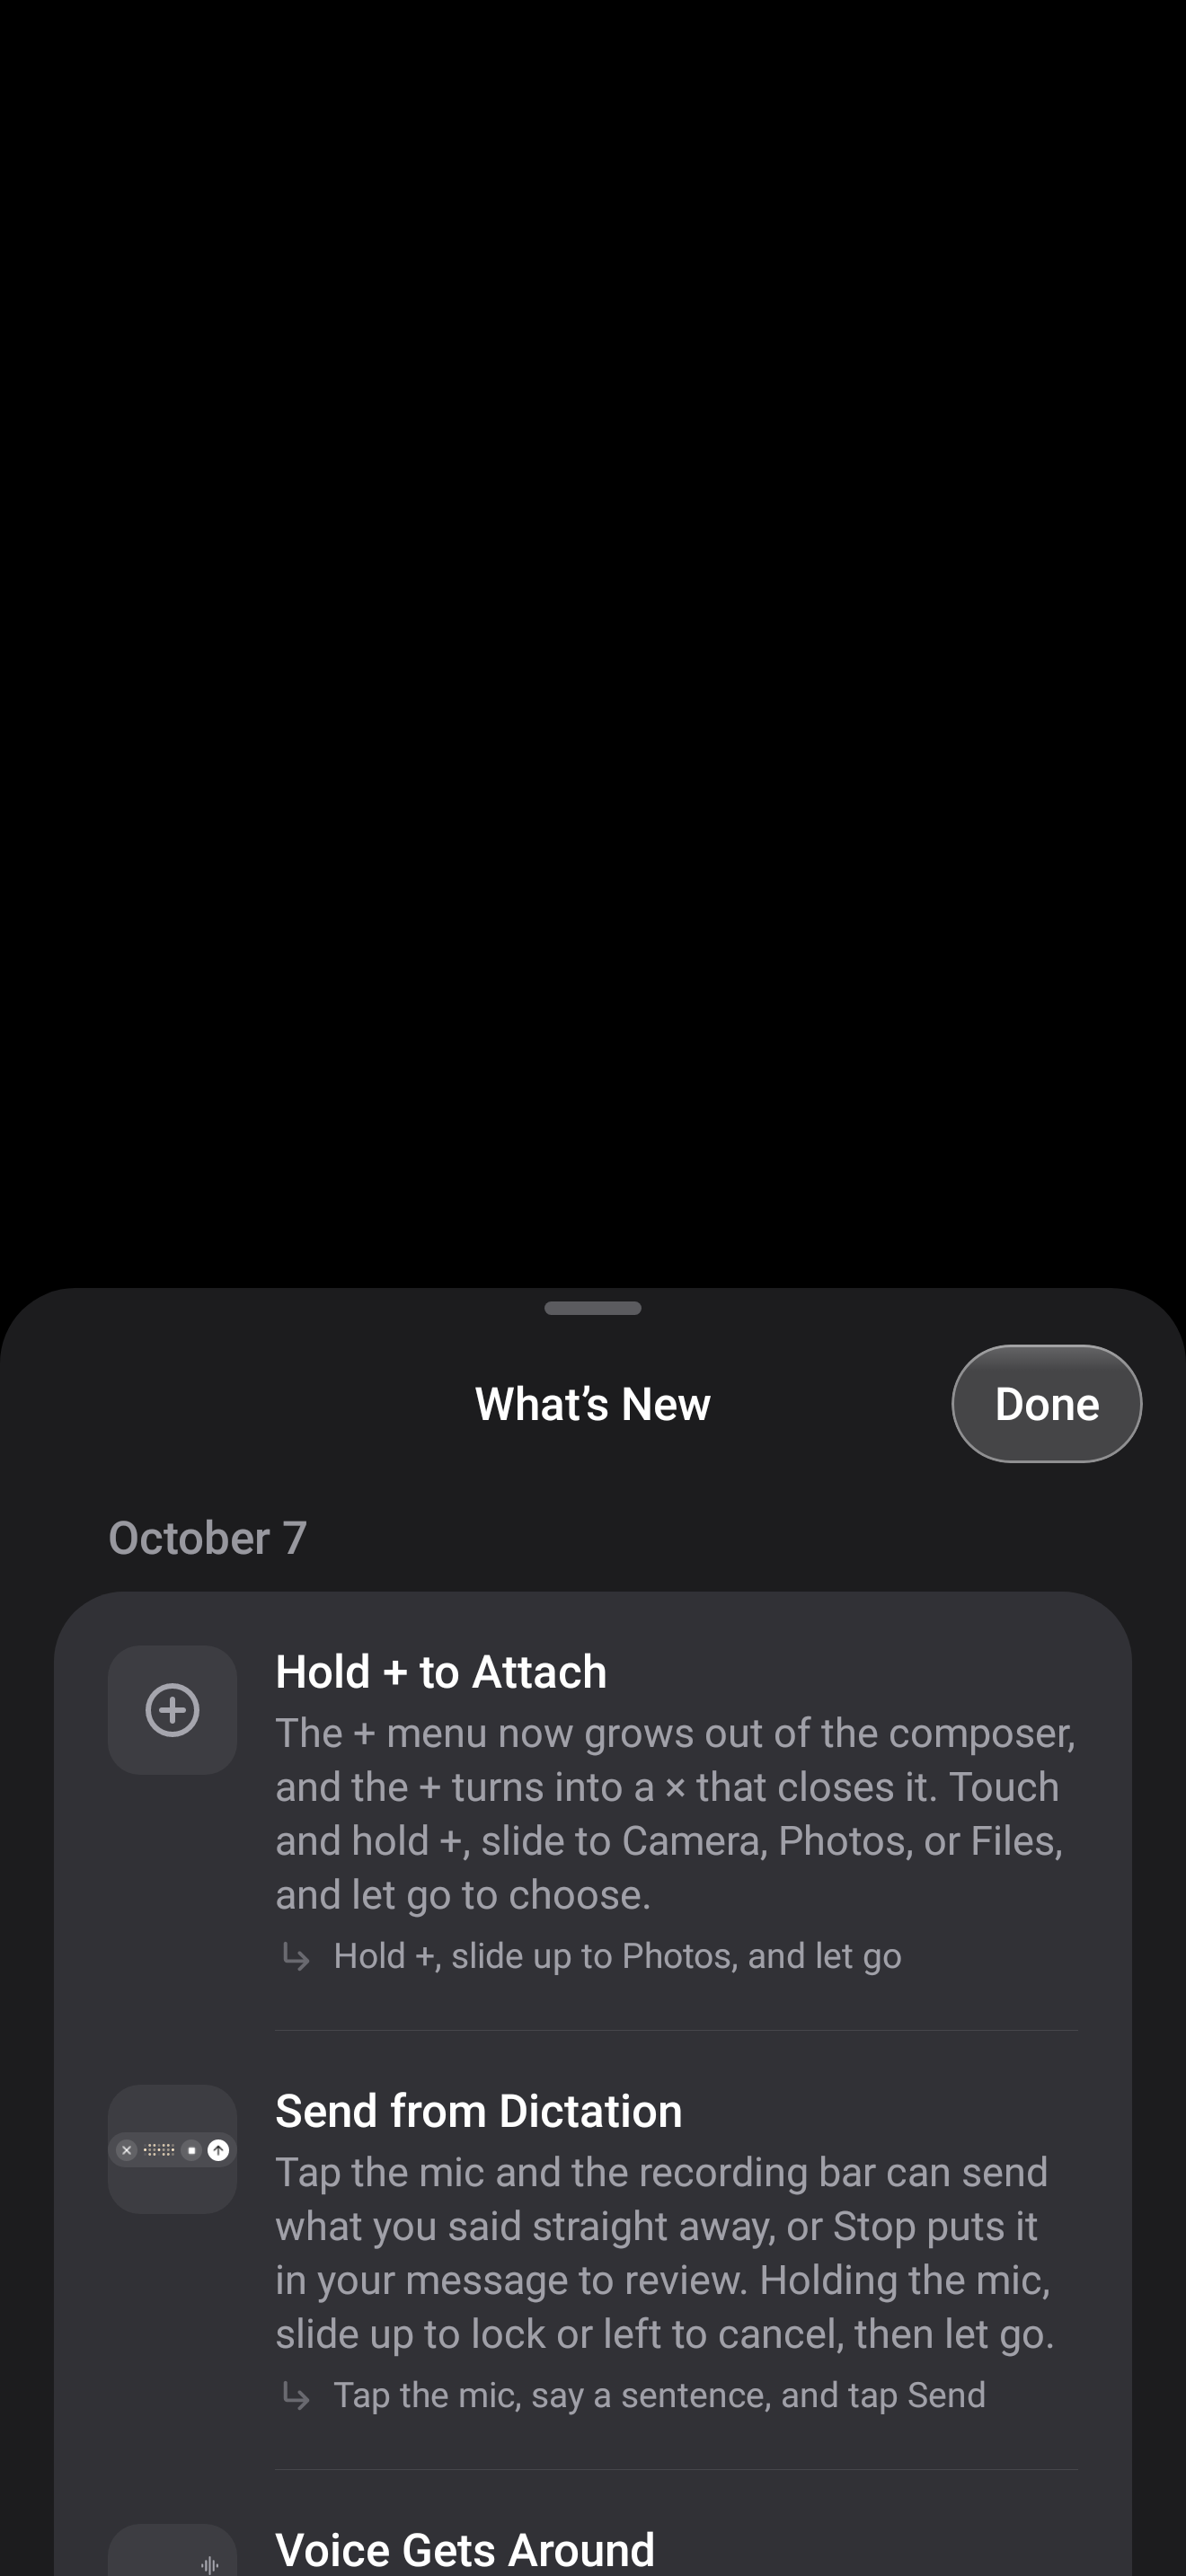 What’s New
Done
October 7
Hold + to Attach
The + menu now grows out of the composer,
and the + turns into a × that closes it. Touch
and hold +, slide to Camera, Photos, or Files,
and let go to choose.
Hold +, slide up to Photos, and let go
Send from Dictation
Tap the mic and the recording bar can send
what you said straight away, or Stop puts it
in your message to review. Holding the mic,
slide up to lock or left to cancel, then let go.
Tap the mic, say a sentence, and tap Send
Voice Gets Around